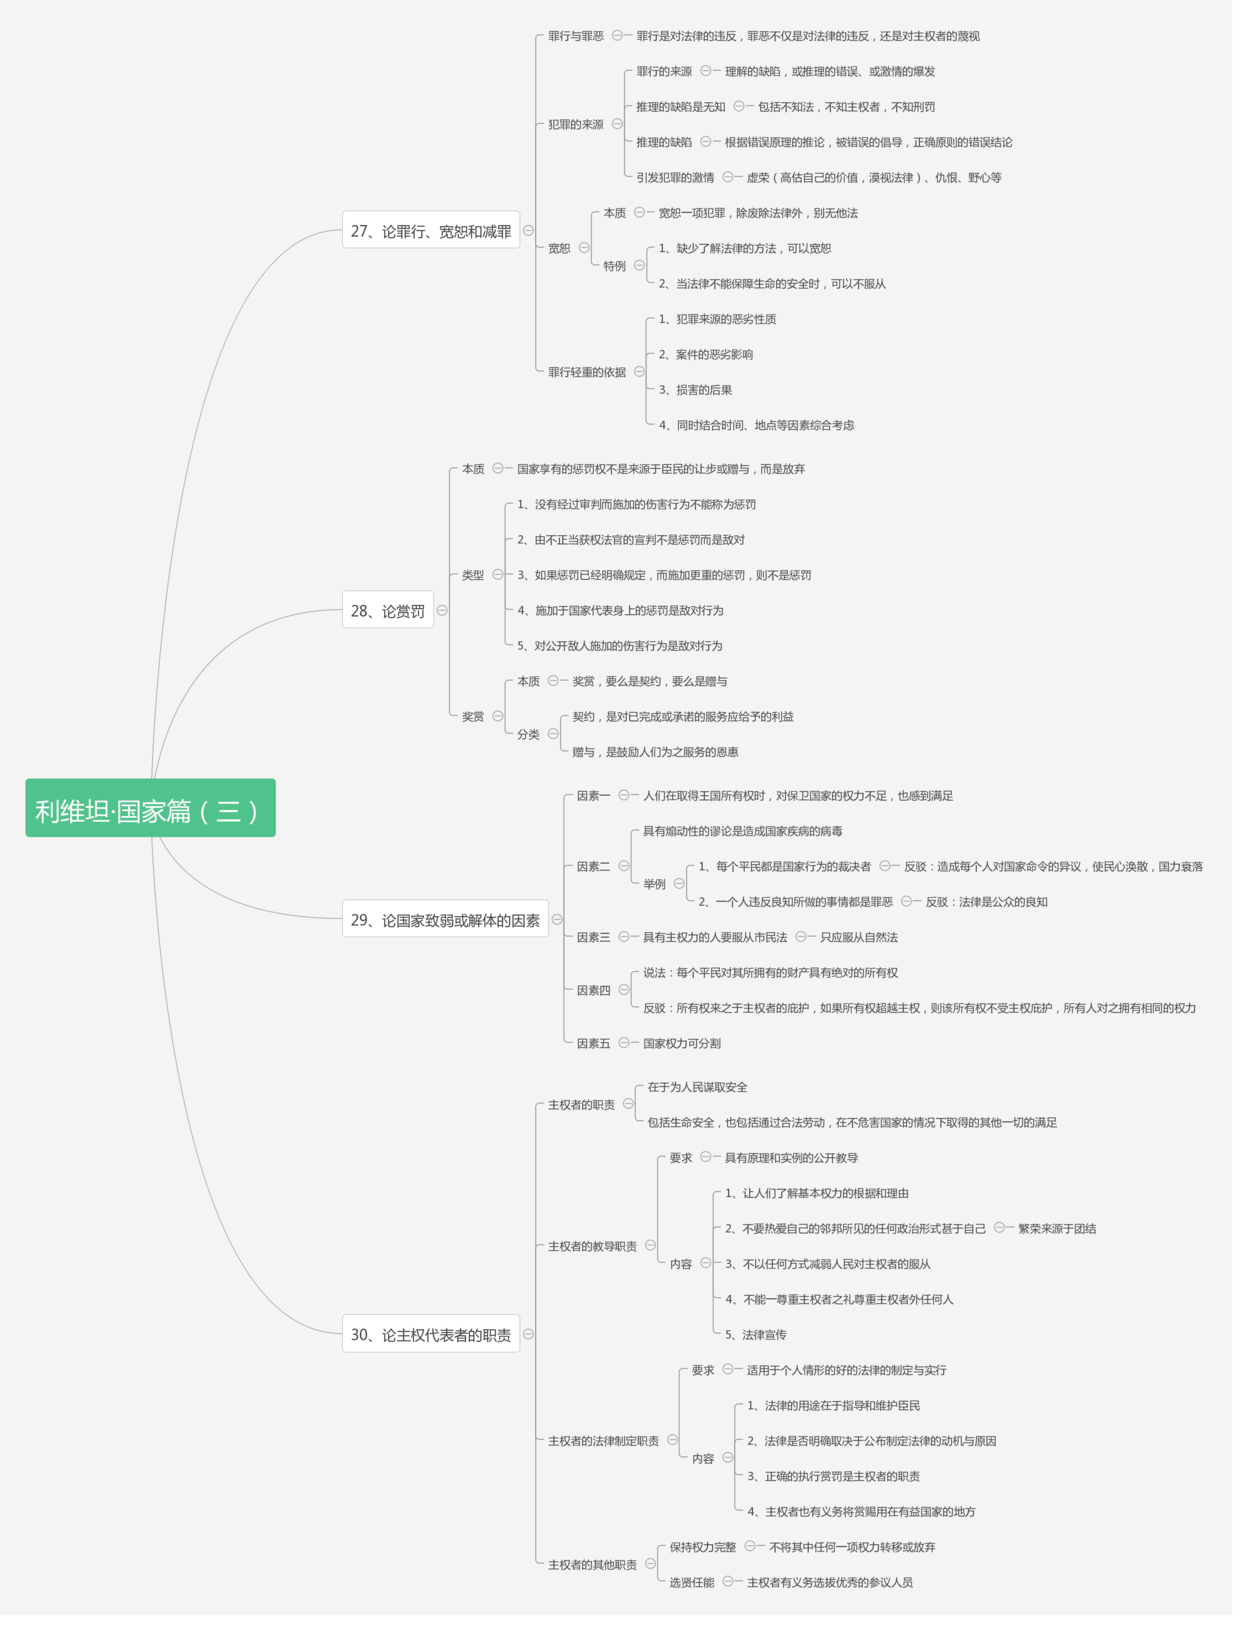 罪行与罪恶
罪行是对法律的违反，罪恶不仅是对法律的违反，还是对主权者的蔑视
罪行的来源
理解的缺陷，或推理的错误、或激情的爆发
推理的缺陷是无知
包括不知法，不知主权者，不知刑罚
犯罪的来源
推理的缺陷
根据错误原理的推论，被错误的倡导，正确原则的错误结论
引发犯罪的激情
虚荣（高估自己的价值，漠视法律）、仇恨、野心等
27、论罪行、宽恕和减罪
本质
宽恕一项犯罪，除废除法律外，别无他法
宽恕
特例
1、缺少了解法律的方法，可以宽恕
2、当法律不能保障生命的安全时，可以不服从
罪行轻重的依据
1、犯罪来源的恶劣性质
2、案件的恶劣影响
3、损害的后果
4、同时结合时间、地点等因素综合考虑
本质
国家享有的惩罚权不是来源于臣民的让步或赠与，而是放弃
类型
1、没有经过审判而施加的伤害行为不能称为惩罚
2、由不正当获权法官的宣判不是惩罚而是敌对
3、如果惩罚已经明确规定，而施加更重的惩罚，则不是惩罚
28、论赏罚
4、施加于国家代表身上的惩罚是敌对行为
5、对公开敌人施加的伤害行为是敌对行为
本质
奖赏，要么是契约，要么是赠与
奖赏
分类
契约，是对已完成或承诺的服务应给予的利益
赠与，是鼓励人们为之服务的恩惠
利维坦·国家篇（三）
因素一
人们在取得王国所有权时，对保卫国家的权力不足，也感到满足
因素二
具有煽动性的谬论是造成国家疾病的病毒
举例
1、每个平民都是国家行为的裁决者
反驳：造成每个人对国家命令的异议，使民心涣散，国力衰落
2、一个人违反良知所做的事情都是罪恶
反驳：法律是公众的良知
29、论国家致弱或解体的因素
因素三
具有主权力的人要服从市民法
只应服从自然法
因素四
说法：每个平民对其所拥有的财产具有绝对的所有权
反驳：所有权来之于主权者的庇护，如果所有权超越主权，则该所有权不受主权庇护，所有人对之拥有相同的权力
因素五
国家权力可分割
主权者的职责
在于为人民谋取安全
包括生命安全，也包括通过合法劳动，在不危害国家的情况下取得的其他一切的满足
要求
具有原理和实例的公开教导
主权者的教导职责
内容
1、让人们了解基本权力的根据和理由
2、不要热爱自己的邻邦所见的任何政治形式甚于自己
繁荣来源于团结
3、不以任何方式减弱人民对主权者的服从
4、不能一尊重主权者之礼尊重主权者外任何人
5、法律宣传
30、论主权代表者的职责
要求
适用于个人情形的好的法律的制定与实行
主权者的法律制定职责
内容
1、法律的用途在于指导和维护臣民
2、法律是否明确取决于公布制定法律的动机与原因
3、正确的执行赏罚是主权者的职责
4、主权者也有义务将赏赐用在有益国家的地方
主权者的其他职责
保持权力完整
不将其中任何一项权力转移或放弃
选贤任能
主权者有义务选拔优秀的参议人员